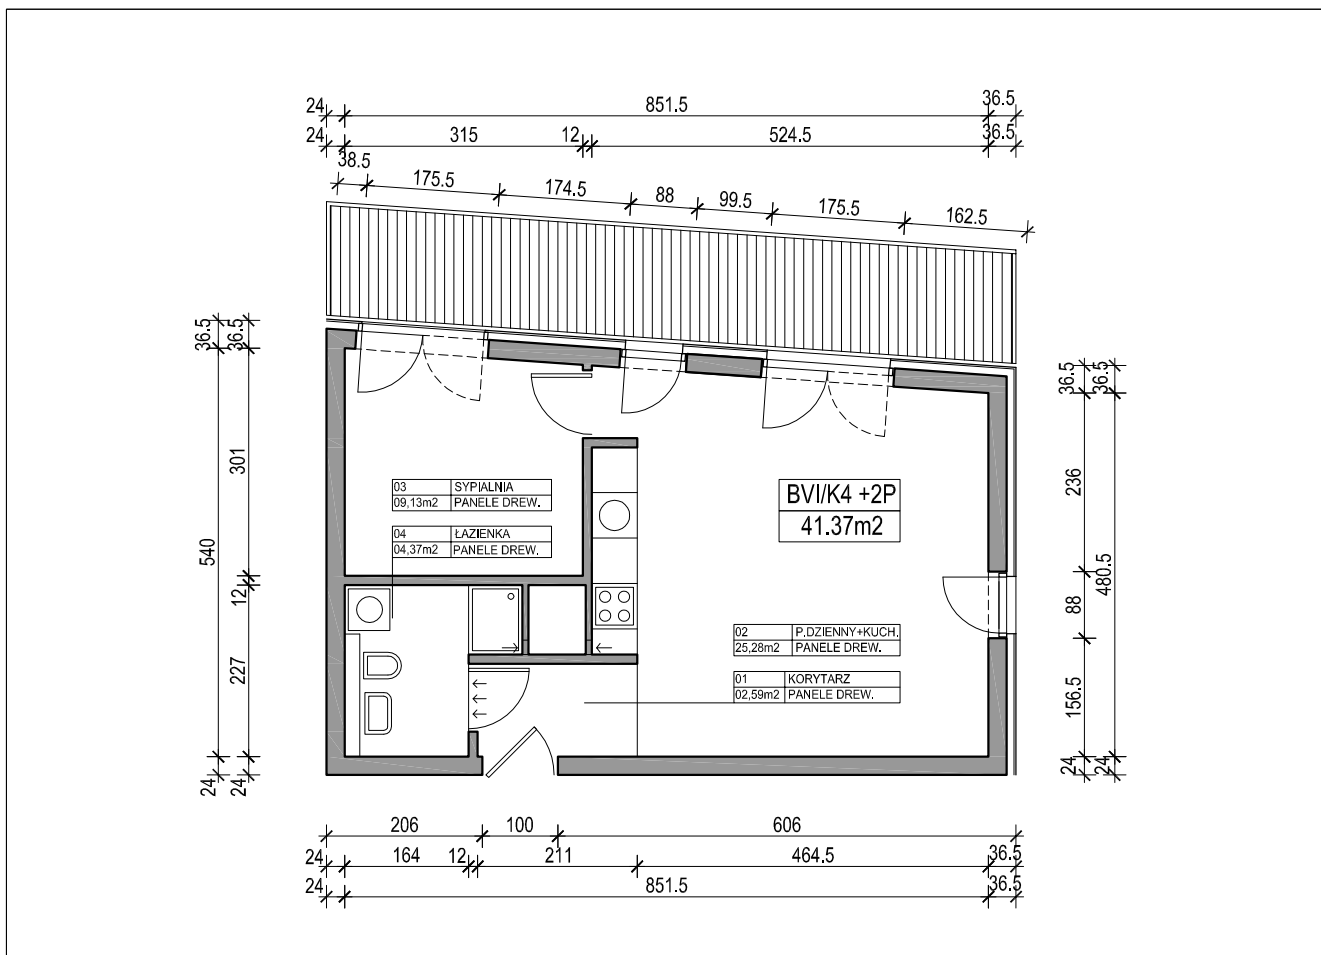 24 851.5 36.5
24 315 12 524.5 36.5
38.5 175.5 174.5 88 99.5 175.5 162.5
36.5 36.5
36.5 36.5
301
236
03 SYPIALNIA
09,13m2 PANELE DREW.
BVI/K4 +2P
41.37m2
04 ŁAZIENKA
04,37m2 PANELE DREW.
540
480.5
12
88
02 P.DZIENNY+KUCH.
25,28m2 PANELE DREW.
227
01 KORYTARZ
02,59m2 PANELE DREW.
156.5
24 24
24 24
206 100 606
24 164 12 211 464.5 36.5
24 851.5 36.5